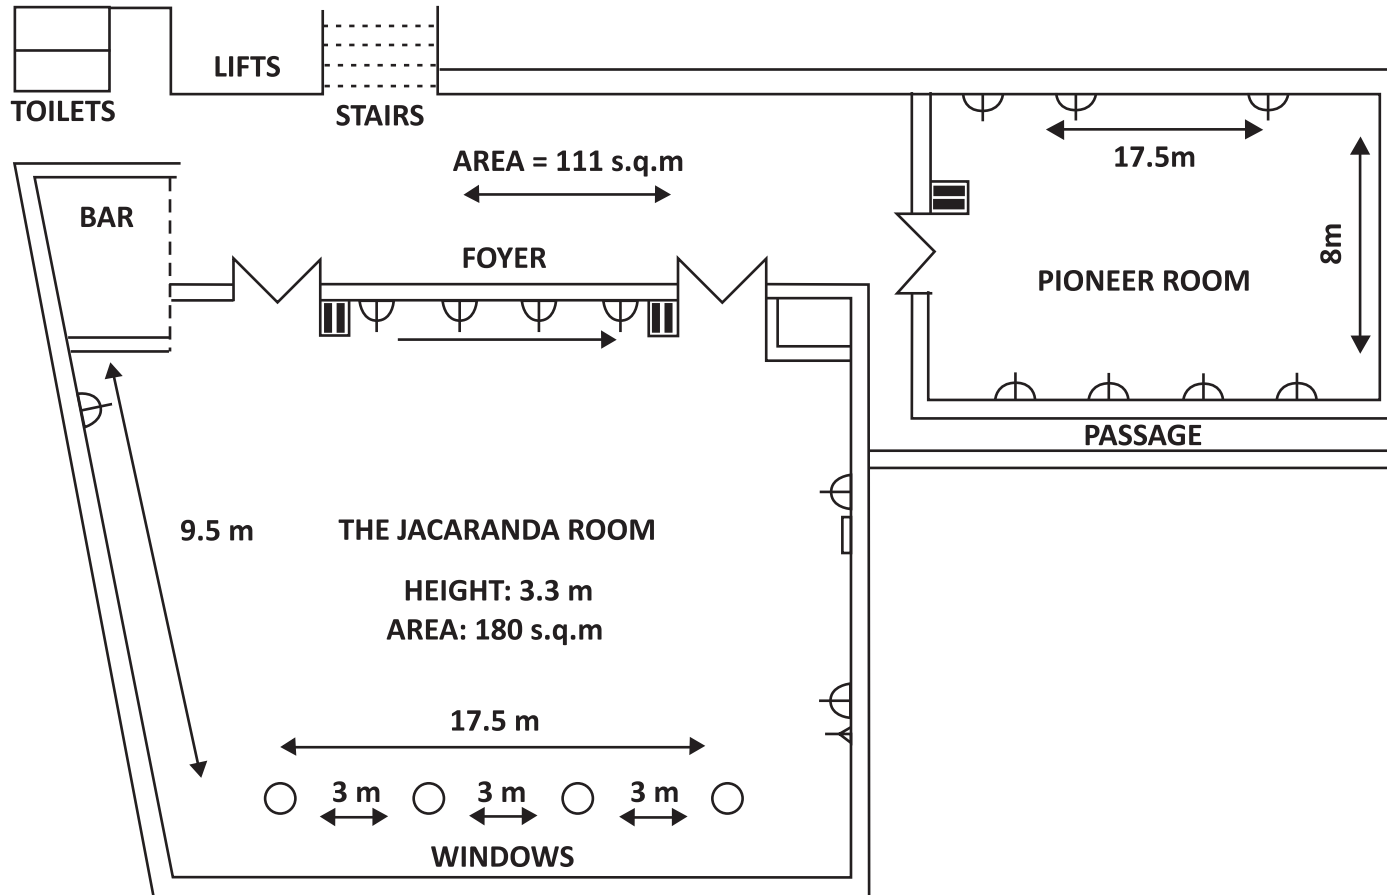 LIFTS
TOILETS
STAIRS
AREA = 111 s.q.m
17.5m
BAR
FOYER
8m
PIONEER ROOM
PASSAGE
9.5 m
THE JACARANDA ROOM
HEIGHT: 3.3 m
AREA: 180 s.q.m
17.5 m
3 m
3 m
3 m
WINDOWS